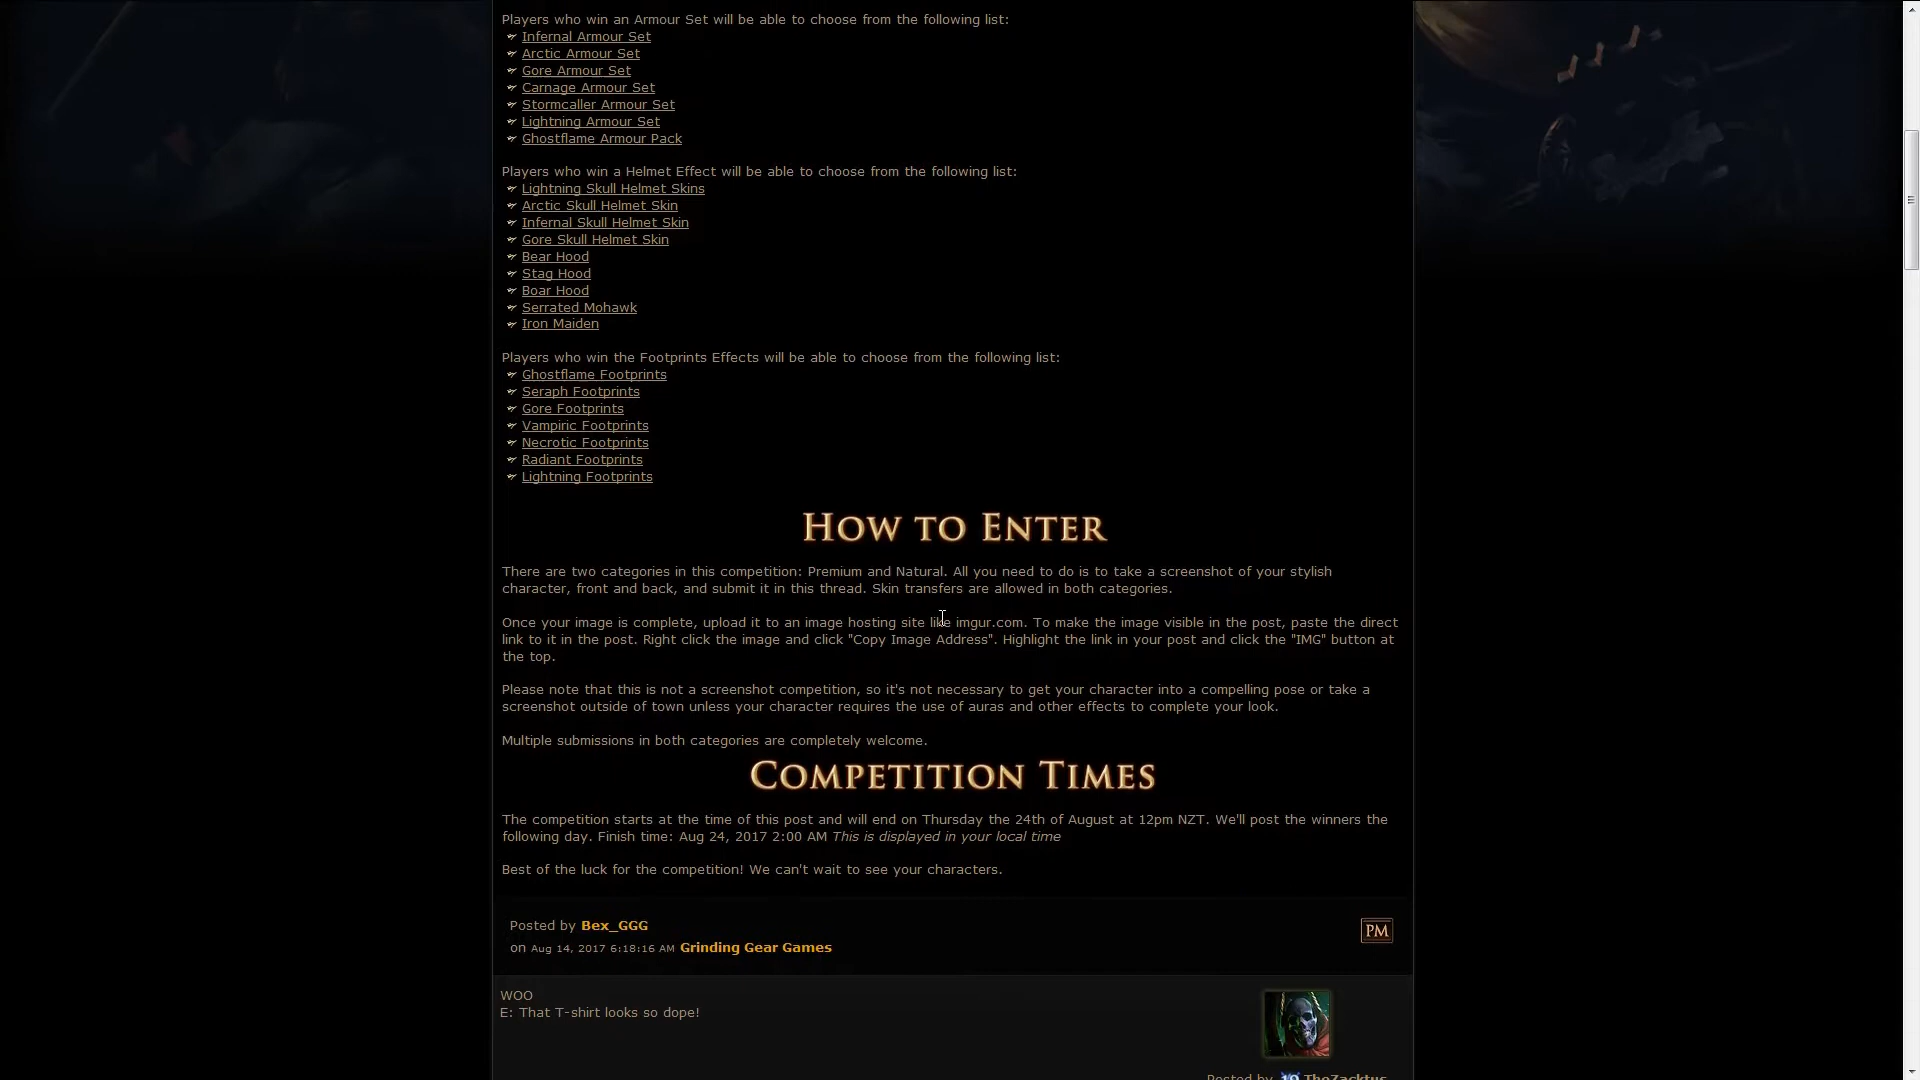 Players who win an Armour Set will be able to choose from the following list:
Infernal Armour Set
Arctic Armour Set
Gore Armour Set
Carnage Armour Set
Stormcaller Armour Set
Lightning Armour Set
Ghostflame Armour Pack
Players who win a Helmet Effect will be able to choose from the following list:
Lightning Skull Helmet Skins
Arctic Skull Helmet Skin
Infernal Skull Helmet Skin
Gore Skull Helmet Skin
Bear Hood
Stag Hood
Boar Hood
Serrated Mohawk
Iron Maiden
Players who win the Footprints Effects will be able to choose from the following list:
Ghostflame Footprints
Seraph Footprints
Gore Footprints
Vampiric Footprints
Necrotic Footprints
Radiant Footprints
Lightning Footprints
How to Enter
There are two categories in this competition: Premium and Natural. All you need to do is to take a screenshot of your stylish
character, front and back, and submit it in this thread. Skin transfers are allowed in both categories.
Once your image is complete, upload it to an image hosting site like imgur.com. To make the image visible in the post, paste the direct
link to it in the post. Right click the image and click "Copy Image Address". Highlight the link in your post and click the "IMG" button at
the top.
Please note that this is not a screenshot competition, so it's not necessary to get your character into a compelling pose or take a
screenshot outside of town unless your character requires the use of auras and other effects to complete your look.
Multiple submissions in both categories are completely welcome.
Competition Times
The competition starts at the time of this post and will end on Thursday the 24th of August at 12pm NZT. We'll post the winners the
following day. Finish time: Aug 24, 2017 2:00 AM This is displayed in your local time
Best of the luck for the competition! We can't wait to see your characters.
Posted by Bex_GGG
PM
on Aug 14, 2017 6:18:16 AM Grinding Gear Games
WOO
E: That T-shirt looks so dope!
Posted by 19 TheZacktus